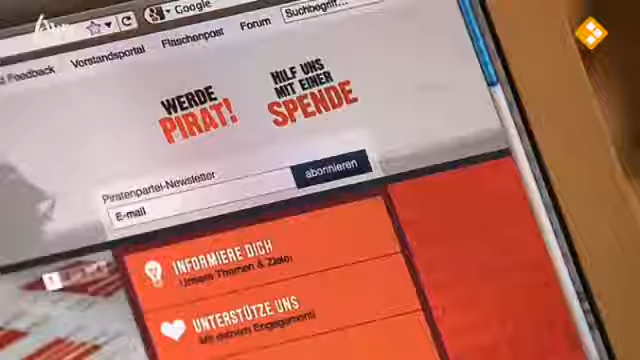 Google
Feedback
Vorstandsportal
Flaschenpost
Forum
Suchbegriff...
WERDE
PIRAT!
HILF UNS
MIT EINER
SPENDE
Piratenpartei-Newsletter
E-mail
abonnieren
INFORMIERE DICH
Unsere Themen & Ziele!
UNTERSTÜTZE UNS
Mit deinem Engagement!